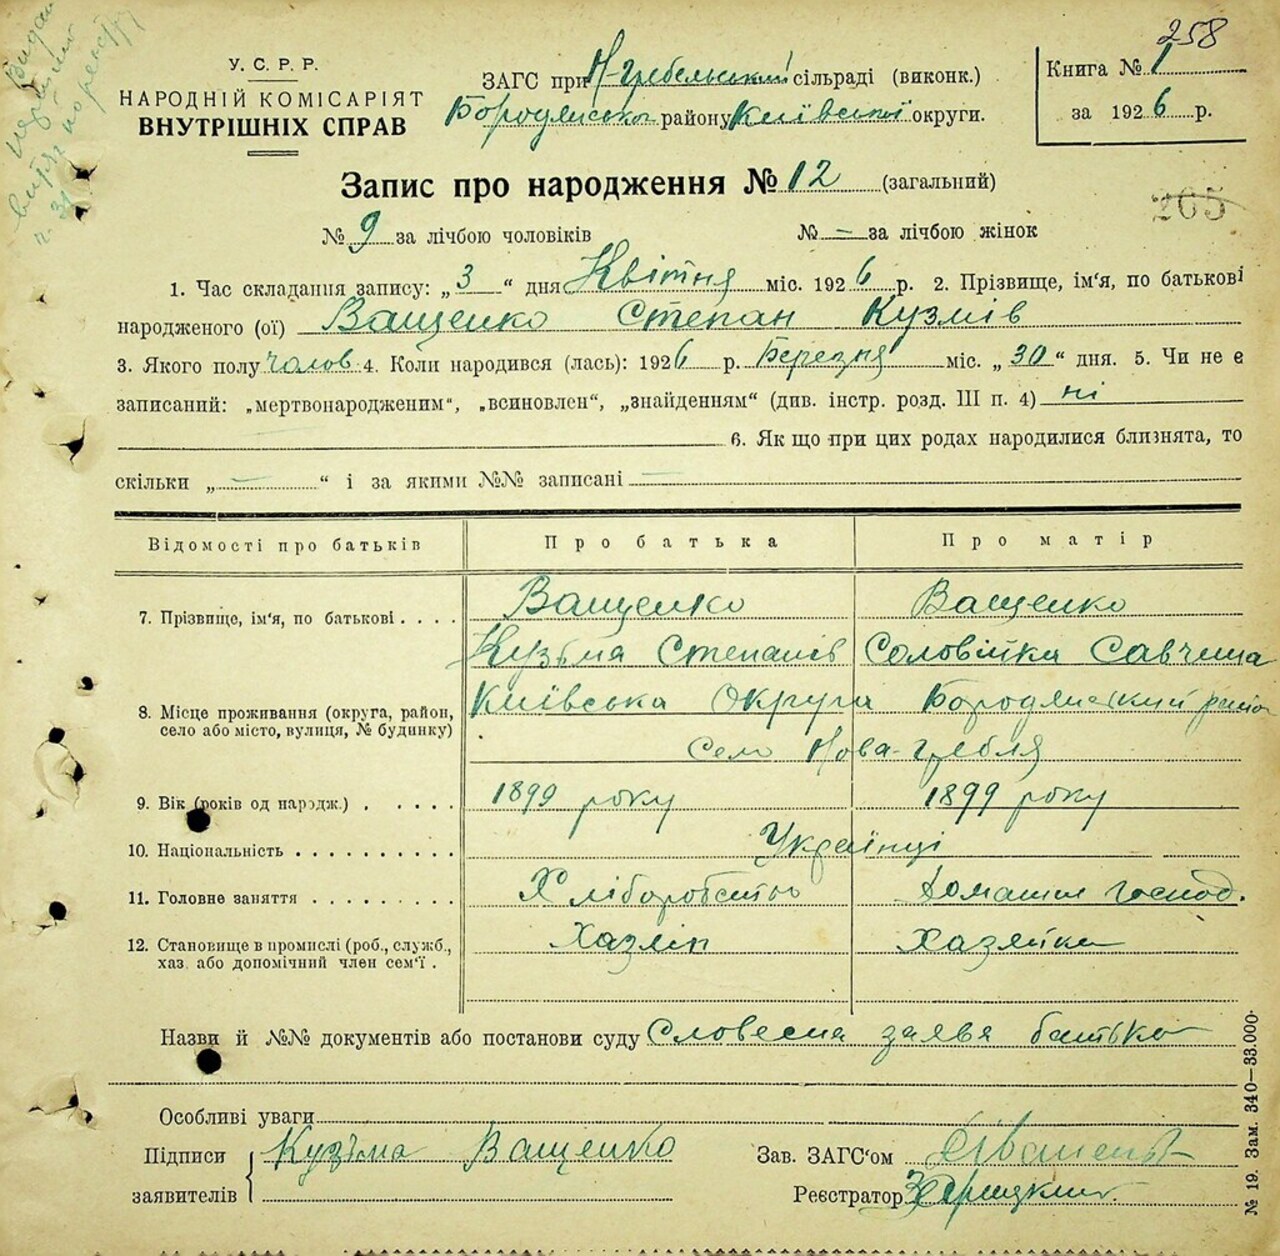 258
У.С.Р.Р.
НАРОДНІЙ КОМІСАРІЯТ
ВНУТРІШНІХ СПРАВ
ЗАГС при Н-Гребельській сільраді (виконк.)
Бородянського району Київської округи.
Книга № 1
за 1926 р.
Запис про народження № 12 (загальний)
265
№ 9 за лічбою чоловіків № — за лічбою жінок
1. Час складання запису: „3“ дня Квітня міс. 1926 р. 2. Прізвище, ім‘я, по батькові
народженого (ої) Ващенко Степан Кузмів
3. Якого полу чолов 4. Коли народився (лась): 1926 р. Березня міс. „30“ дня. 5. Чи не є
записаний: „мертвонародженим“, „всиновлен“, „знайденням“ (див. інстр. розд. III п. 4) ні
6. Як що при цих родах народилися близнята, то
скільки „—“ і за якими №№ записані —
Відомості про батьків Про батька Про матір
7. Прізвище, ім‘я, по батькові . . . . Ващенко Ващенко
Кузьма Степанів Соловійка Савчина
8. Місце проживання (округа, район, Київська Округа Бородянський район
село або місто, вулиця, № будинку)
Село Нова-Гребля
9. Вік (років од народж.) . . . . . 1899 року 1899 року
10. Національність . . . . . . . . . . Українці
11. Головне заняття . . . . . . . . . Хліборобство Домашнє господ.
12. Становище в промислі (роб., служб., Хазяін Хазяйка
хаз або допомічний член сем‘ї .
Назви й №№ документів або постанови суду Словесна заява батька
Особливі уваги
Підписи Кузьма Ващенко
заявителів
Зав. ЗАГС‘ом
Реєстратор
№ 19. Зам. 340—33.000.